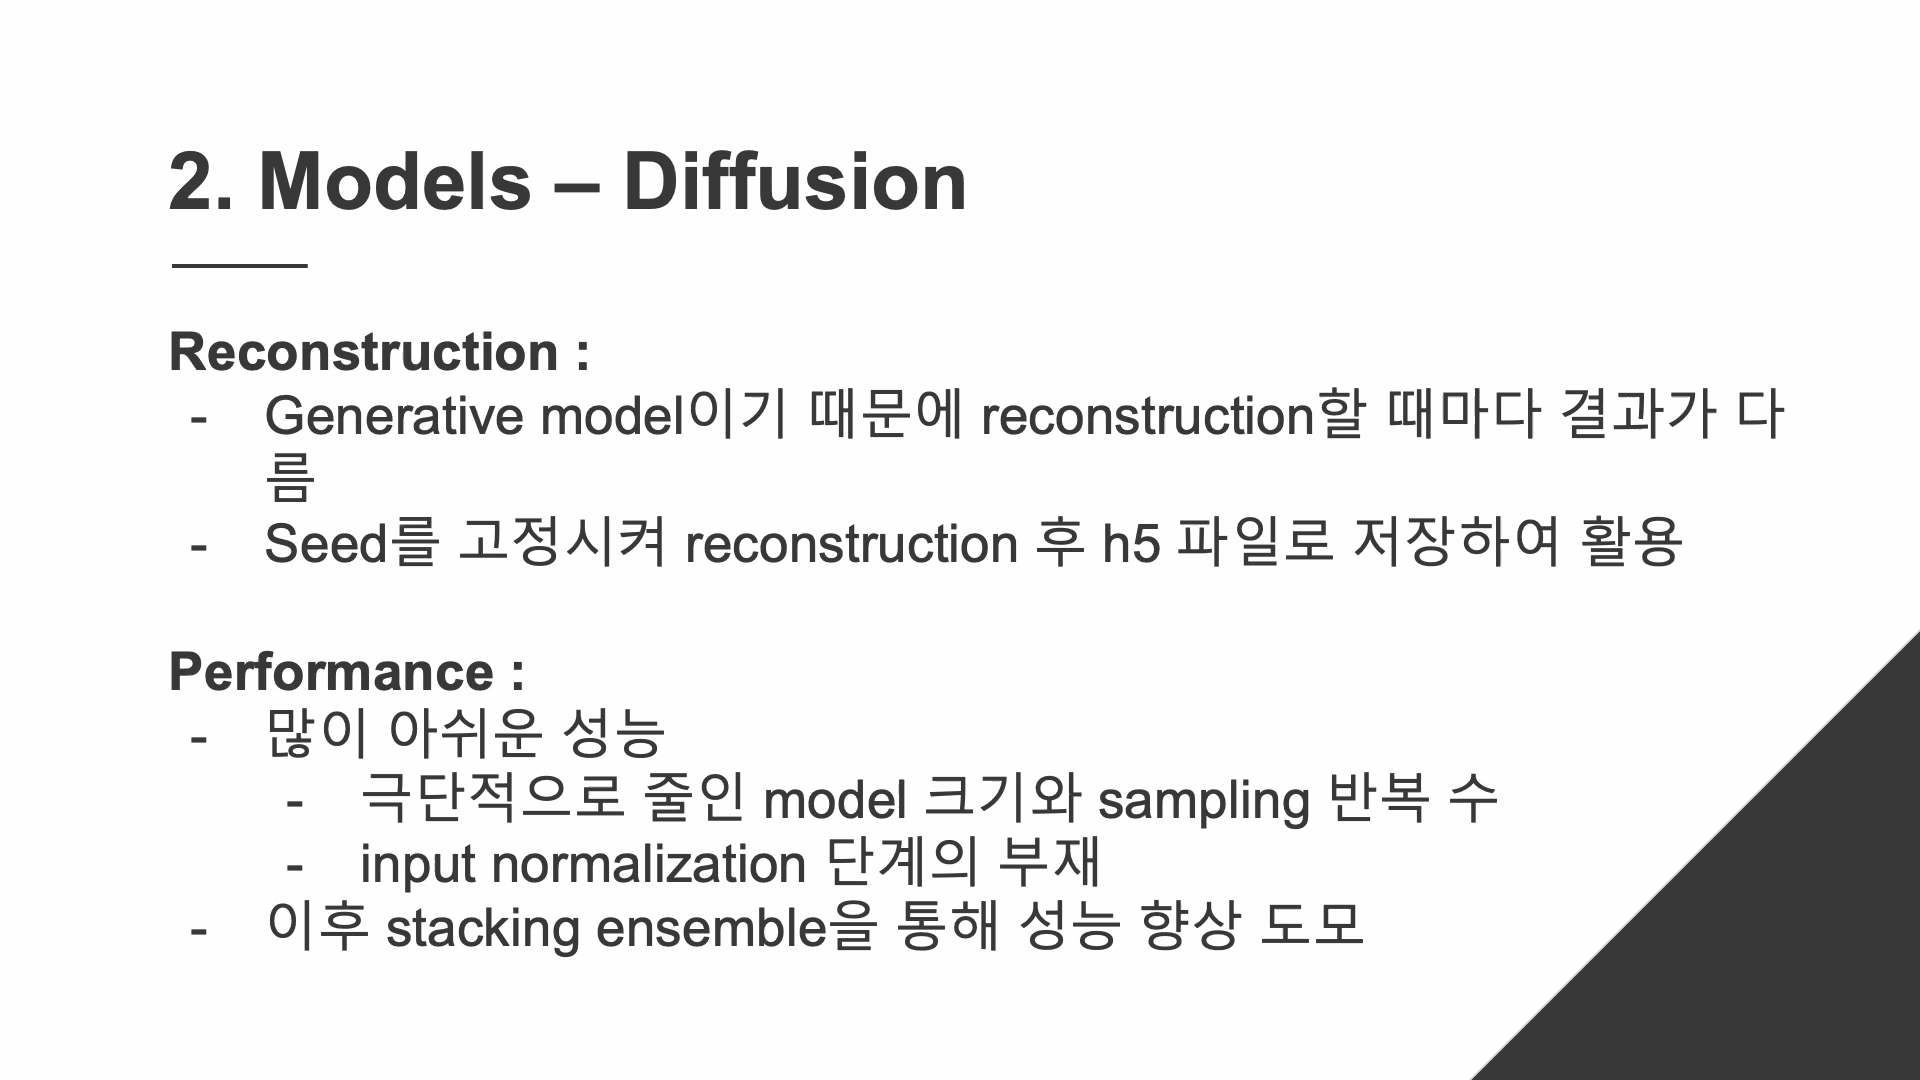 2. Models – Diffusion
Reconstruction :
- Generative model이기 때문에 reconstruction할 때마다 결과가 다
름
- Seed를 고정시켜 reconstruction 후 h5 파일로 저장하여 활용
Performance :
- 많이 아쉬운 성능
- 극단적으로 줄인 model 크기와 sampling 반복 수
- input normalization 단계의 부재
- 이후 stacking ensemble을 통해 성능 향상 도모